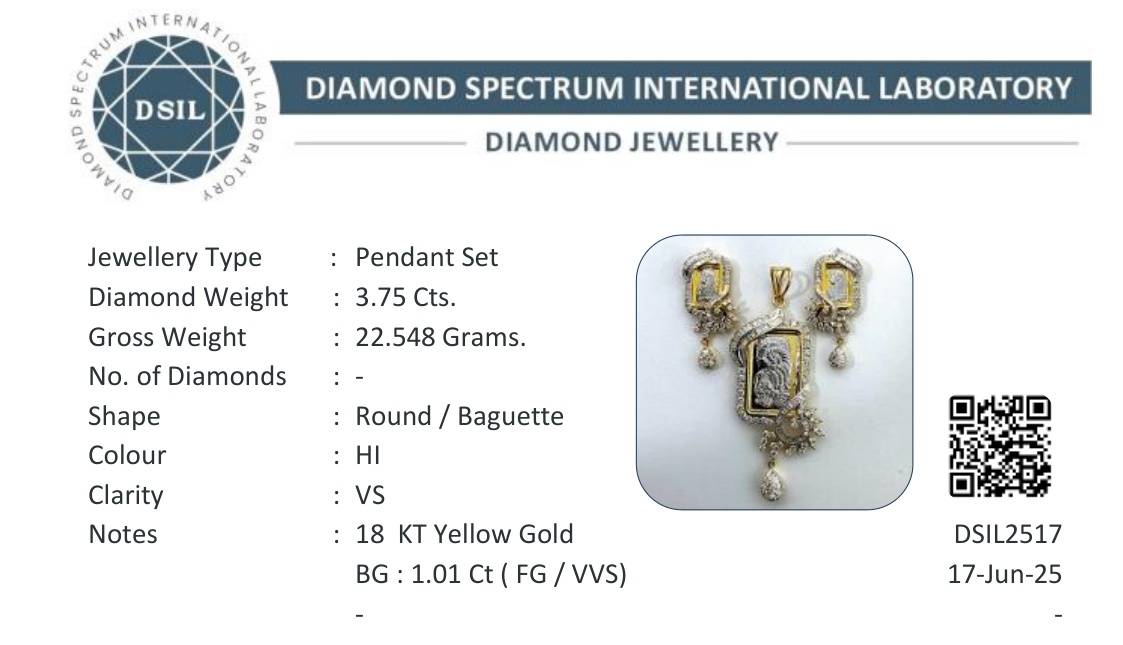 DIAMOND SPECTRUM INTERNATIONAL LABORATORY
DSIL
DIAMOND SPECTRUM INTERNATIONAL LABORATORY
DIAMOND JEWELLERY
Jewellery Type : Pendant Set
Diamond Weight : 3.75 Cts.
Gross Weight : 22.548 Grams.
No. of Diamonds : -
Shape : Round / Baguette
Colour : HI
Clarity : VS
Notes : 18 KT Yellow Gold DSIL2517
BG : 1.01 Ct ( FG / VVS) 17-Jun-25
- -